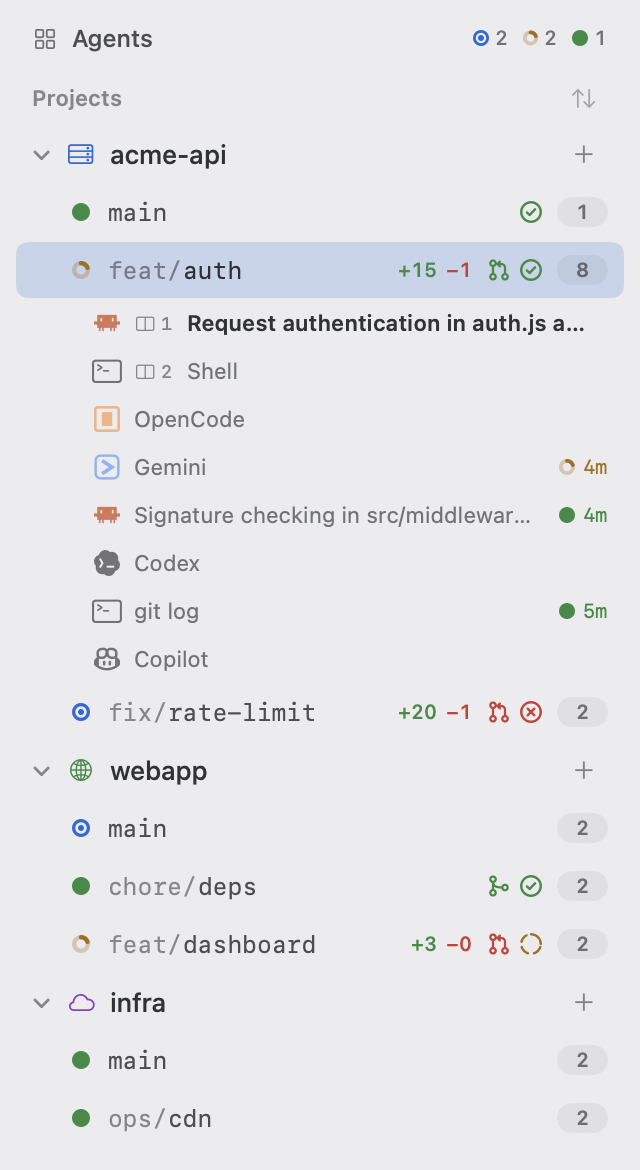 Agents 2 2 1
Projects
acme-api
main 1
feat/auth +15 −1 8
1 Request authentication in auth.js a...
2 Shell
OpenCode
Gemini 4m
Signature checking in src/middlewar... 4m
Codex
git log 5m
Copilot
fix/rate-limit +20 −1 2
webapp
main 2
chore/deps 2
feat/dashboard +3 −0 2
infra
main 2
ops/cdn 2